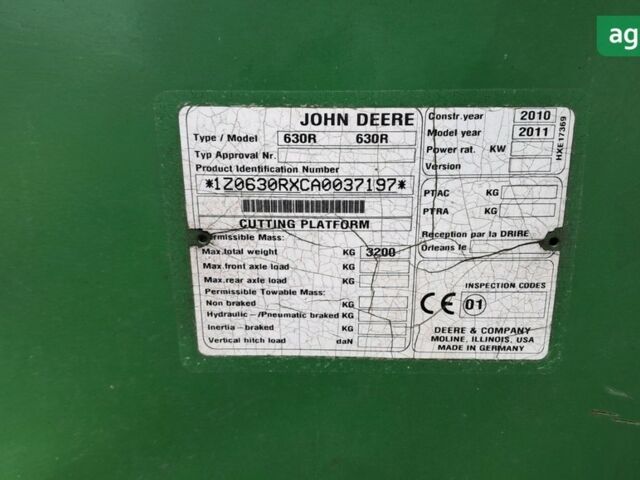 ag
JOHN DEERE
Type / Model 630R 630R
Typ Approval Nr.
Product Identification Number
*1Z0630RXCA0037197*
CUTTING PLATFORM
Permissible Mass:
Max.total weight KG 3200
Max.front axle load KG
Max.rear axle load KG
Permissible Towable Mass:
Non braked KG
Hydraulic -/Pneumatic braked KG
Inertia - braked KG
Vertical hitch load daN
Constr.year 2010
Model year 2011
Power rat. KW
Version
HXE17369
PTAC KG
PTRA KG
Reception par la DRIRE
Orleans le
INSPECTION CODES
CE 01
DEERE & COMPANY
MOLINE, ILLINOIS, USA
MADE IN GERMANY